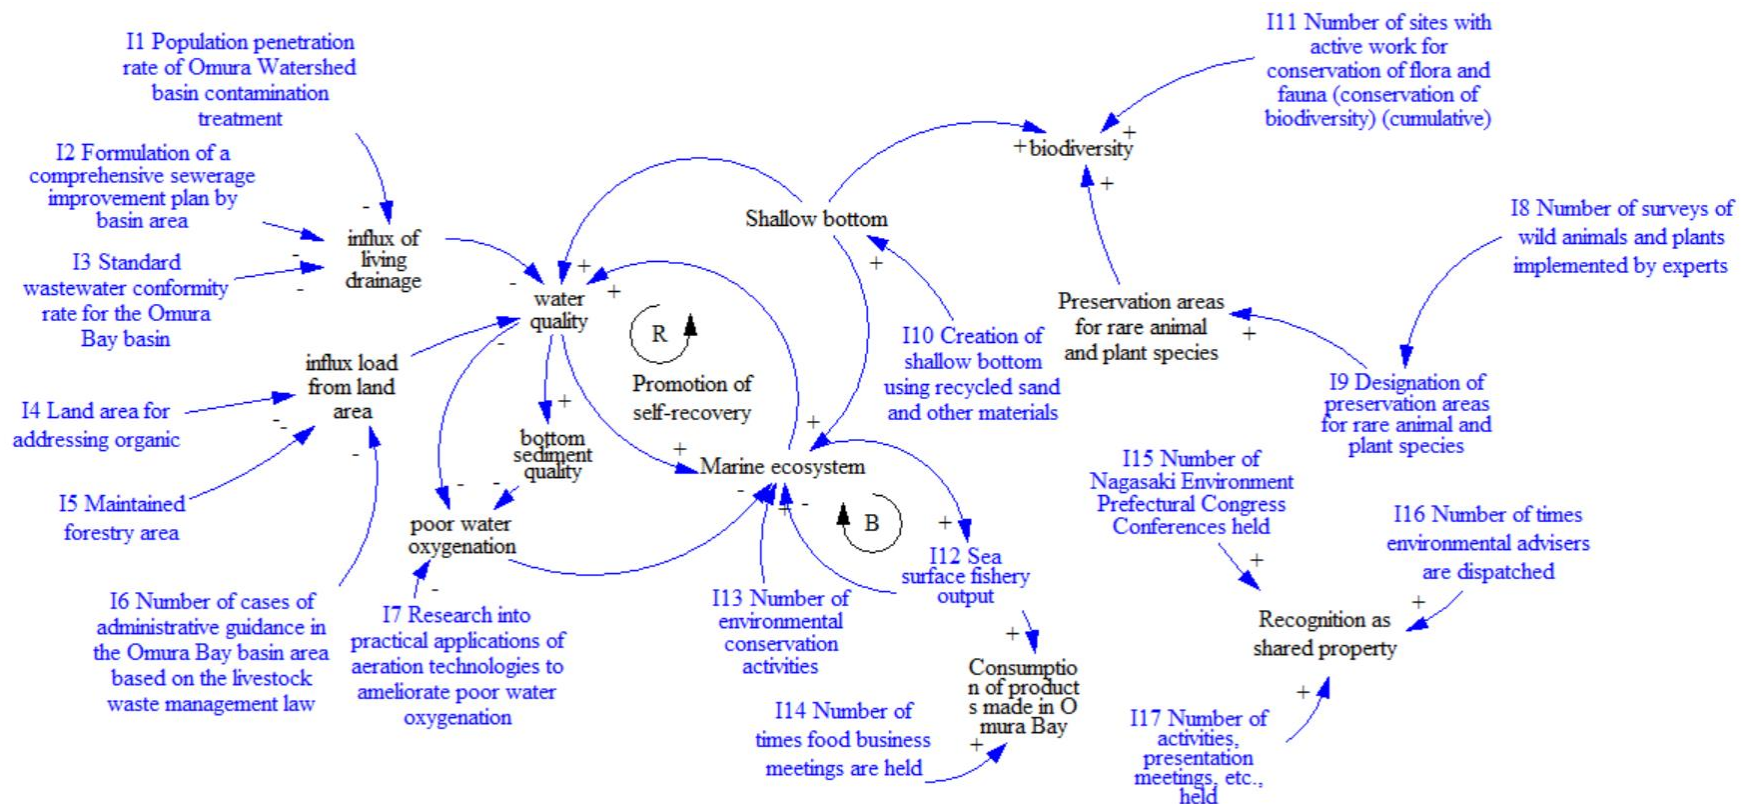 I1 Population penetration
rate of Omura Watershed
basin contamination
treatment
I2 Formulation of a
comprehensive sewerage
improvement plan by
basin area
I3 Standard
wastewater conformity
rate for the Omura
Bay basin
influx of
living
drainage
-
-
-
I4 Land area for
addressing organic
I5 Maintained
forestry area
influx load
from land
area
-
-
-
I6 Number of cases of
administrative guidance in
the Omura Bay basin area
based on the livestock
waste management law
water
quality
-
-
+
+
R
Promotion of
self-recovery
bottom
sediment
quality
+
poor water
oxygenation
-
-
-
I7 Research into
practical applications of
aeration technologies to
ameliorate poor water
oxygenation
Shallow bottom
+
I10 Creation of
shallow bottom
using recycled sand
and other materials
Marine ecosystem
+
+
-
+
-
B
I13 Number of
environmental
conservation
activities
I12 Sea
surface fishery
output
+
Consumptio
n of product
s made in O
mura Bay
+
+
I14 Number of
times food business
meetings are held
I11 Number of sites with
active work for
conservation of flora and
fauna (conservation of
biodiversity) (cumulative)
biodiversity
+
+
+
Preservation areas
for rare animal
and plant species
+
I8 Number of surveys of
wild animals and plants
implemented by experts
I9 Designation of
preservation areas
for rare animal and
plant species
+
I15 Number of
Nagasaki Environment
Prefectural Congress
Conferences held
I16 Number of times
environmental advisers
are dispatched
Recognition as
shared property
+
+
+
I17 Number of
activities,
presentation
meetings, etc.,
held